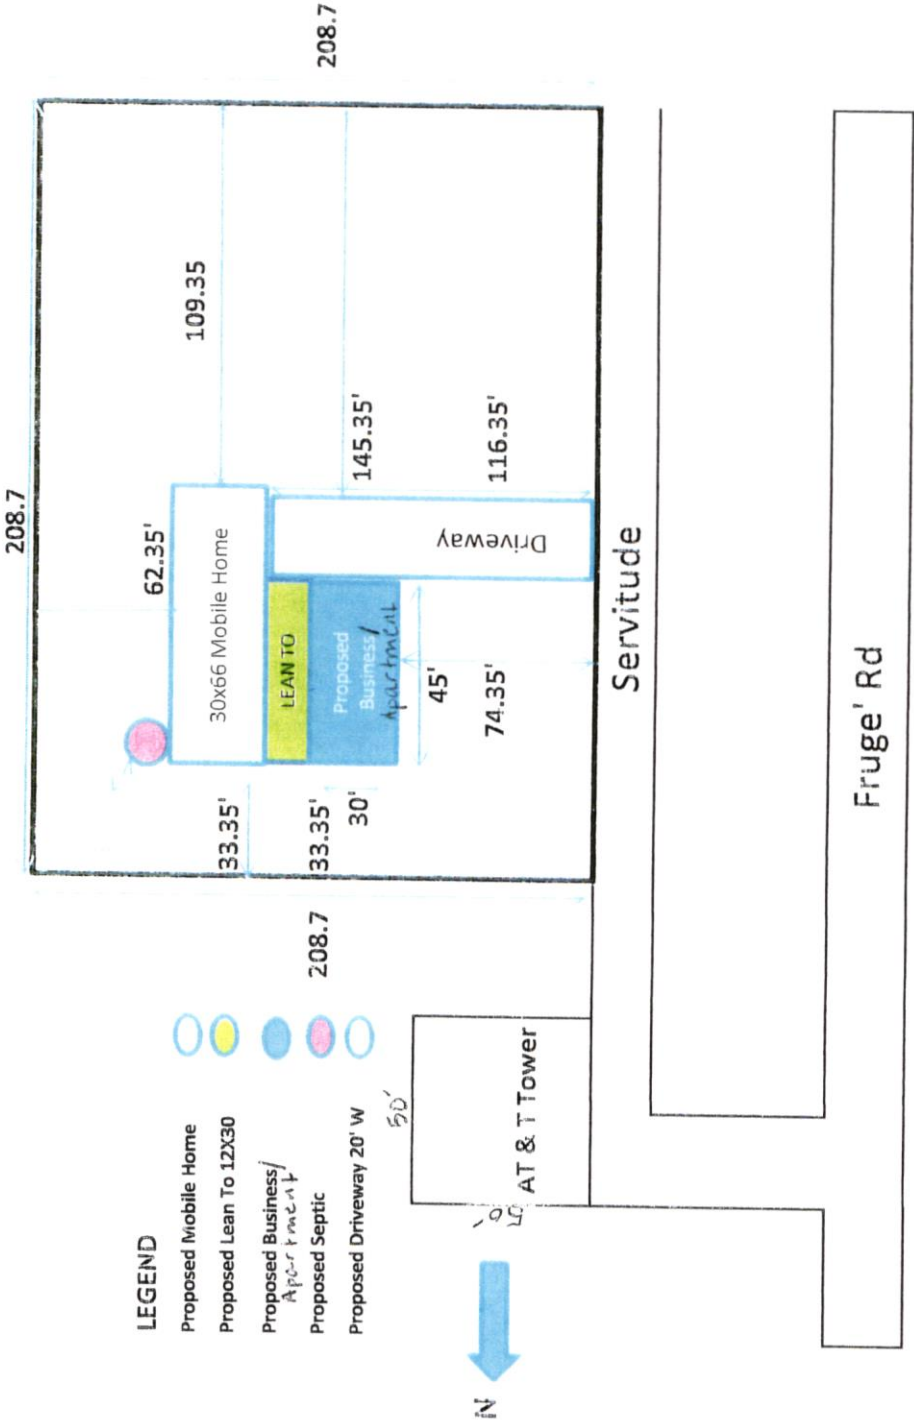 208.7
208.7
62.35'
109.35
30x66 Mobile Home
LEAN TO
Proposed
Business/
Apartment
Driveway
145.35'
116.35'
33.35'
33.35'
30'
45'
74.35'
208.7
Servitude
Fruge' Rd
LEGEND
Proposed Mobile Home
Proposed Lean To 12X30
Proposed Business/
Apartment
Proposed Septic
Proposed Driveway 20' W
50'
50'
AT & T Tower
N